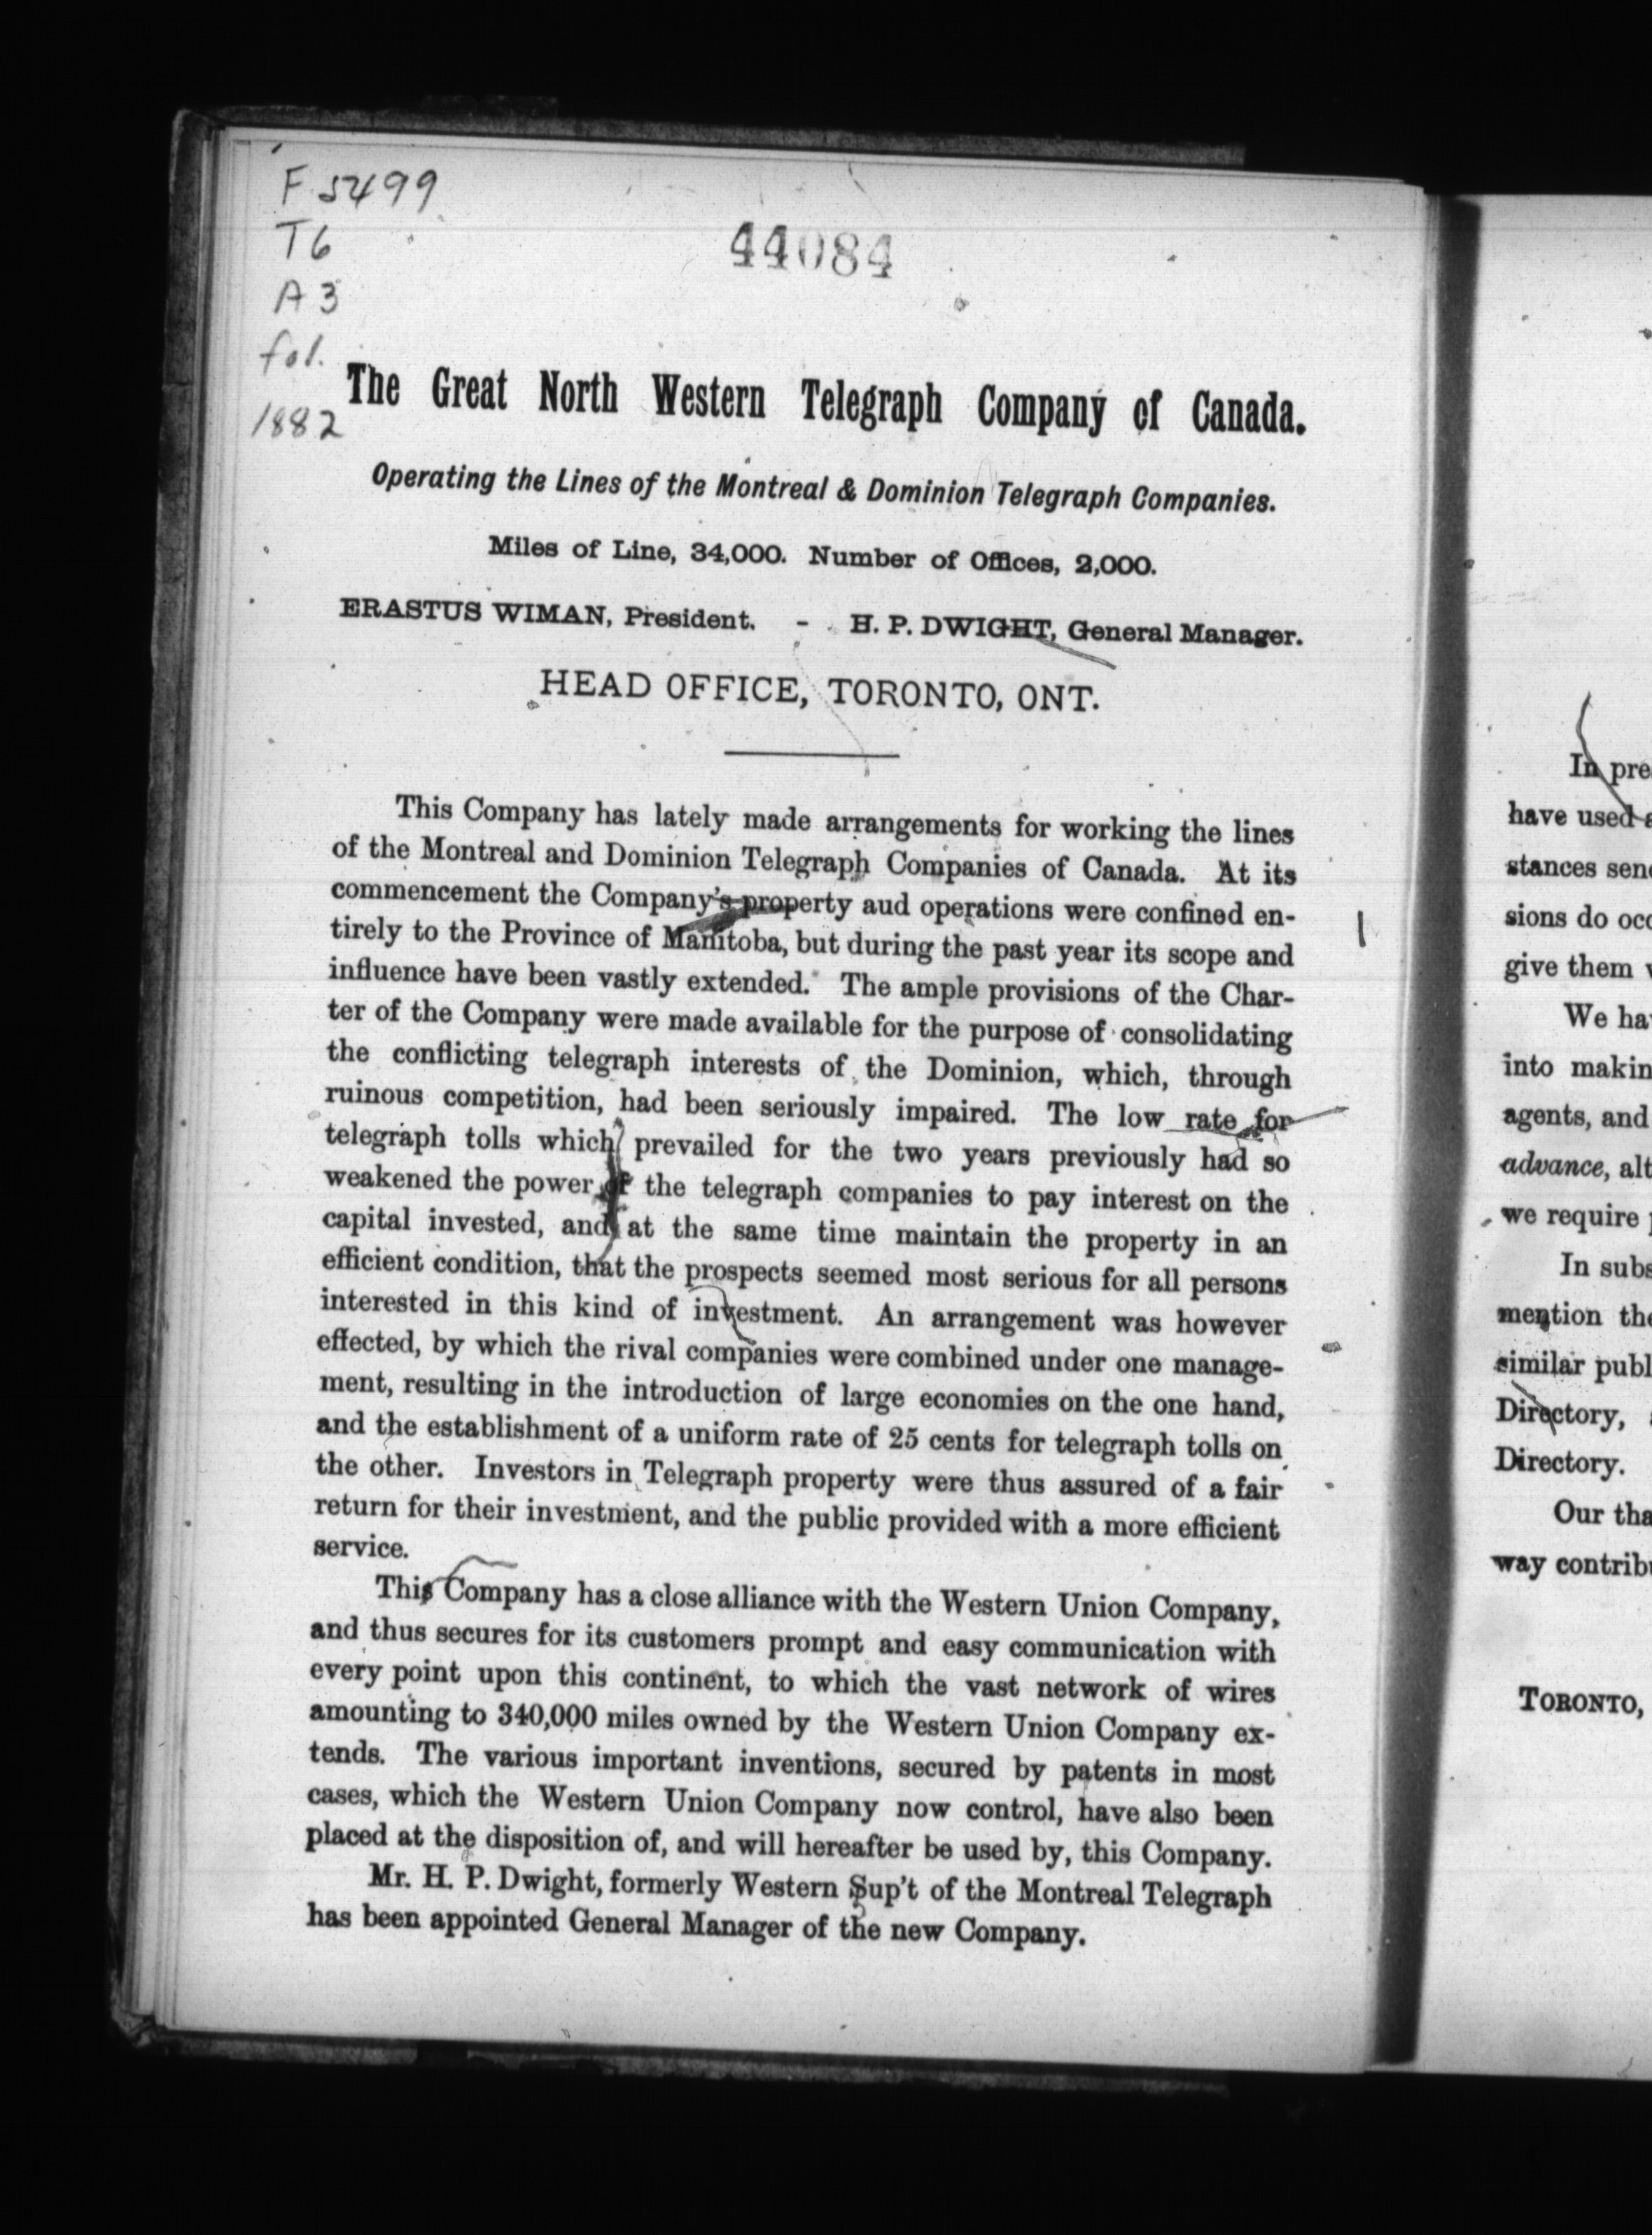 F 5499
T6
A3
fol.
1882
44084
The Great North Western Telegraph Company of Canada.
Operating the Lines of the Montreal & Dominion Telegraph Companies.
Miles of Line, 34,000. Number of Offices, 2,000.
ERASTUS WIMAN, President. - H. P. DWIGHT, General Manager.
HEAD OFFICE, TORONTO, ONT.
This Company has lately made arrangements for working the lines
of the Montreal and Dominion Telegraph Companies of Canada. At its
commencement the Company's property aud operations were confined en-
tirely to the Province of Manitoba, but during the past year its scope and
influence have been vastly extended. The ample provisions of the Char-
ter of the Company were made available for the purpose of consolidating
the conflicting telegraph interests of the Dominion, which, through
ruinous competition, had been seriously impaired. The low rate for
telegraph tolls which prevailed for the two years previously had so
weakened the power of the telegraph companies to pay interest on the
capital invested, and at the same time maintain the property in an
efficient condition, that the prospects seemed most serious for all persons
interested in this kind of investment. An arrangement was however
effected, by which the rival companies were combined under one manage-
ment, resulting in the introduction of large economies on the one hand,
and the establishment of a uniform rate of 25 cents for telegraph tolls on
the other. Investors in Telegraph property were thus assured of a fair
return for their investment, and the public provided with a more efficient
service.
This Company has a close alliance with the Western Union Company,
and thus secures for its customers prompt and easy communication with
every point upon this continent, to which the vast network of wires
amounting to 340,000 miles owned by the Western Union Company ex-
tends. The various important inventions, secured by patents in most
cases, which the Western Union Company now control, have also been
placed at the disposition of, and will hereafter be used by, this Company.
Mr. H. P. Dwight, formerly Western Sup't of the Montreal Telegraph
has been appointed General Manager of the new Company.
In pre
have used
stances sen
sions do occ
give them
We ha
into makin
agents, and
advance, alt
we require
In subs
mention the
similar publ
Directory,
Directory.
Our tha
way contrib
TORONTO,